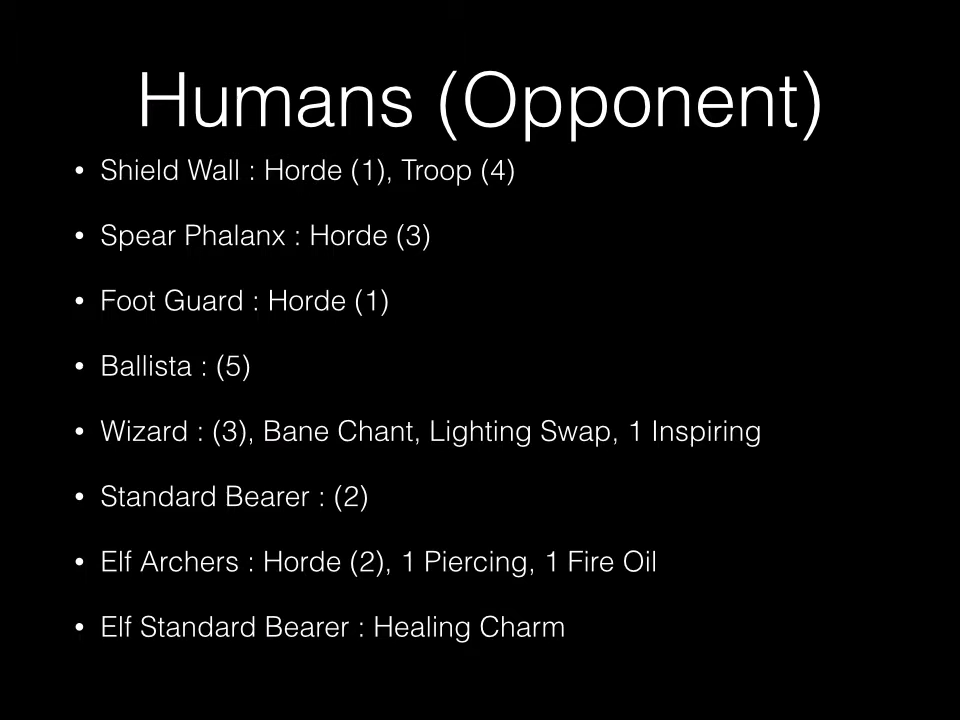 Humans (Opponent)
• Shield Wall : Horde (1), Troop (4)
• Spear Phalanx : Horde (3)
• Foot Guard : Horde (1)
• Ballista : (5)
• Wizard : (3), Bane Chant, Lighting Swap, 1 Inspiring
• Standard Bearer : (2)
• Elf Archers : Horde (2), 1 Piercing, 1 Fire Oil
• Elf Standard Bearer : Healing Charm